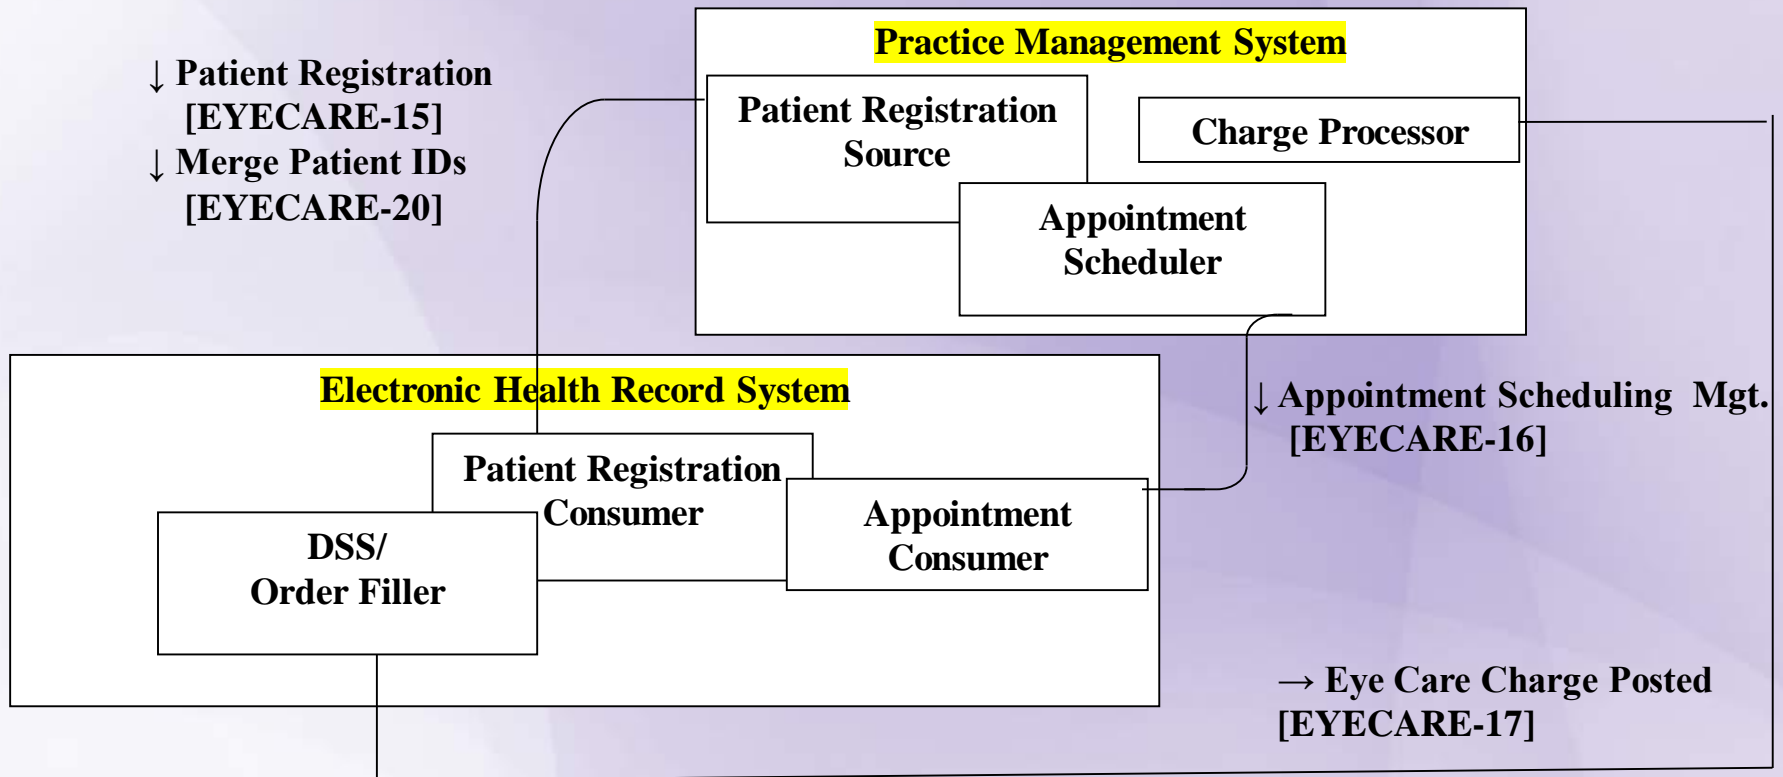 Practice Management System
↓ Patient Registration
[EYECARE-15]
↓ Merge Patient IDs
[EYECARE-20]
Patient Registration
Source
Charge Processor
Appointment
Scheduler
Electronic Health Record System
↓ Appointment Scheduling Mgt.
[EYECARE-16]
Patient Registration
Consumer
Appointment
Consumer
DSS/
Order Filler
→ Eye Care Charge Posted
[EYECARE-17]